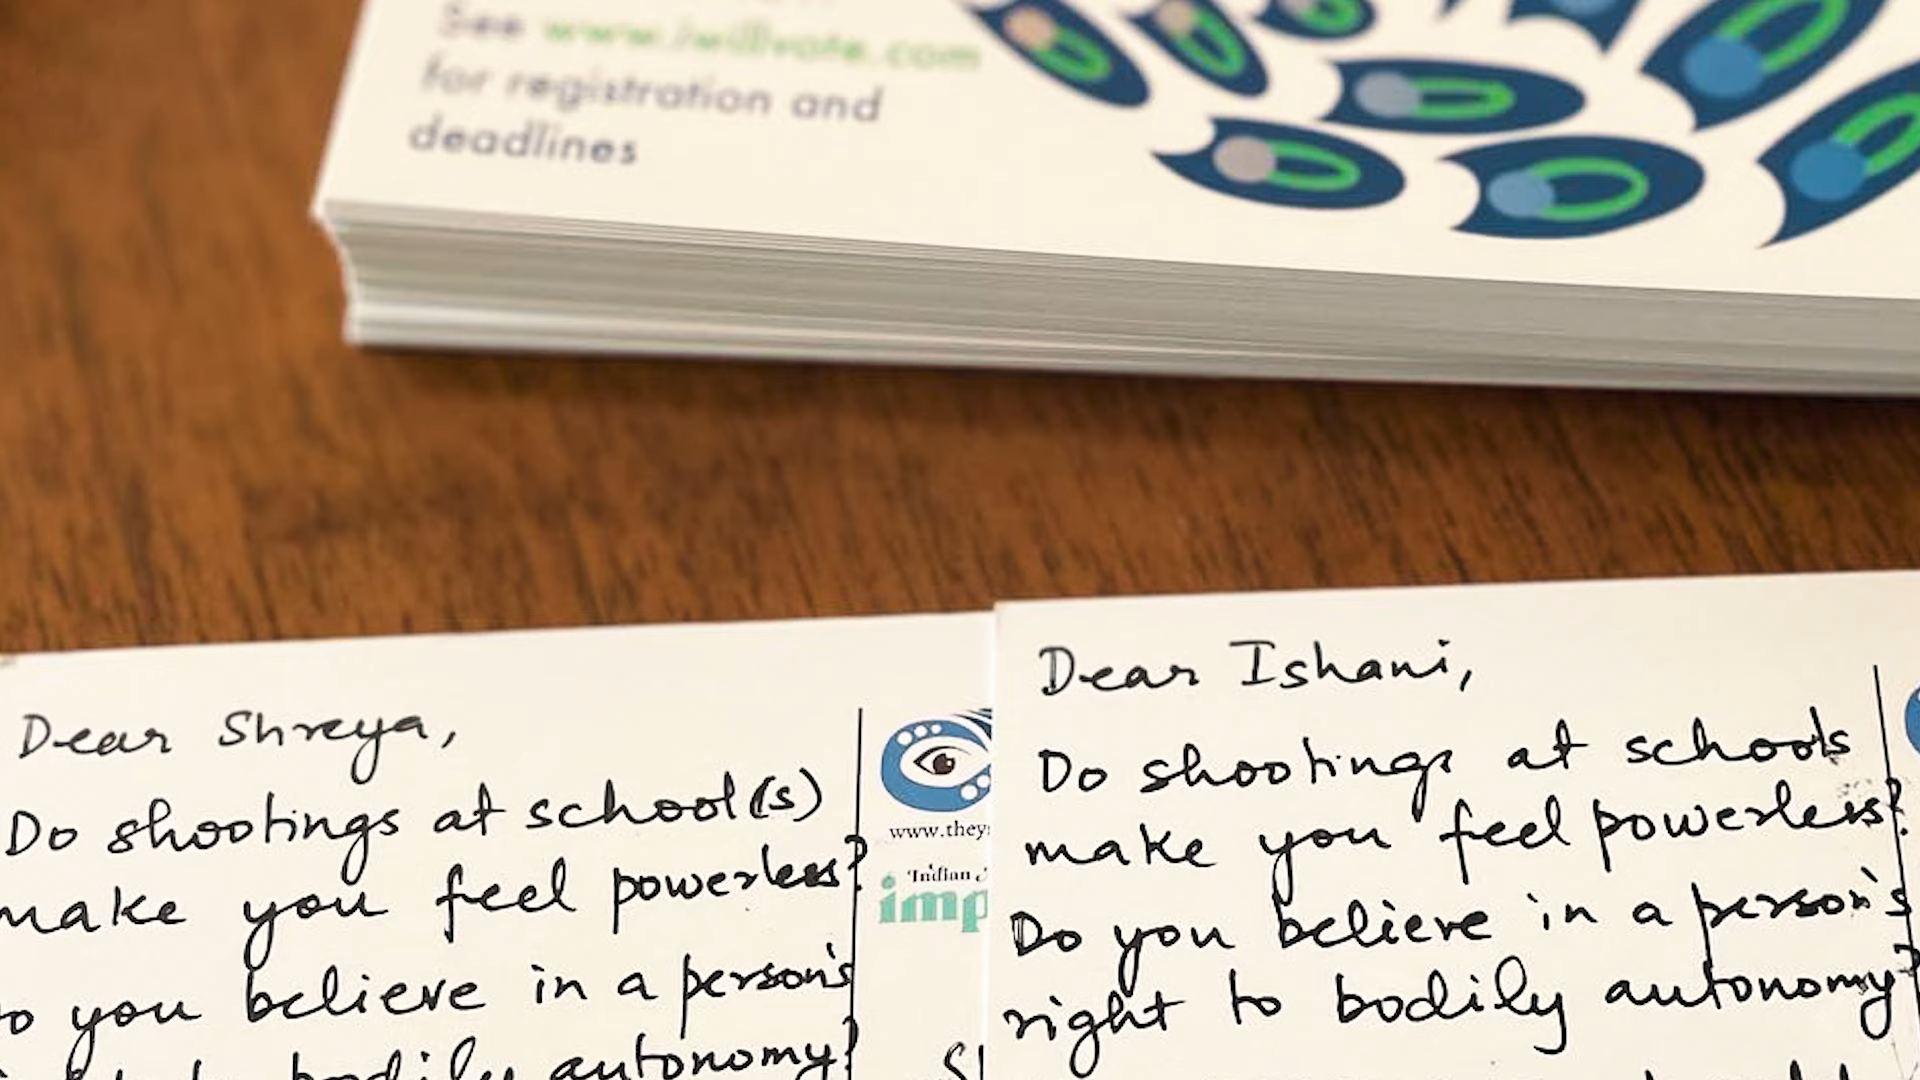 See www.iwillvote.com
for registration and
deadlines
Dear Shreya,
Do shootings at school(s)
make you feel powerless?
you believe in a person's
bodily autonomy?
www.they
Indian
imp
Dear Ishani,
Do shootings at schools
make you feel powerless?
Do you believe in a person's
right to bodily autonomy?